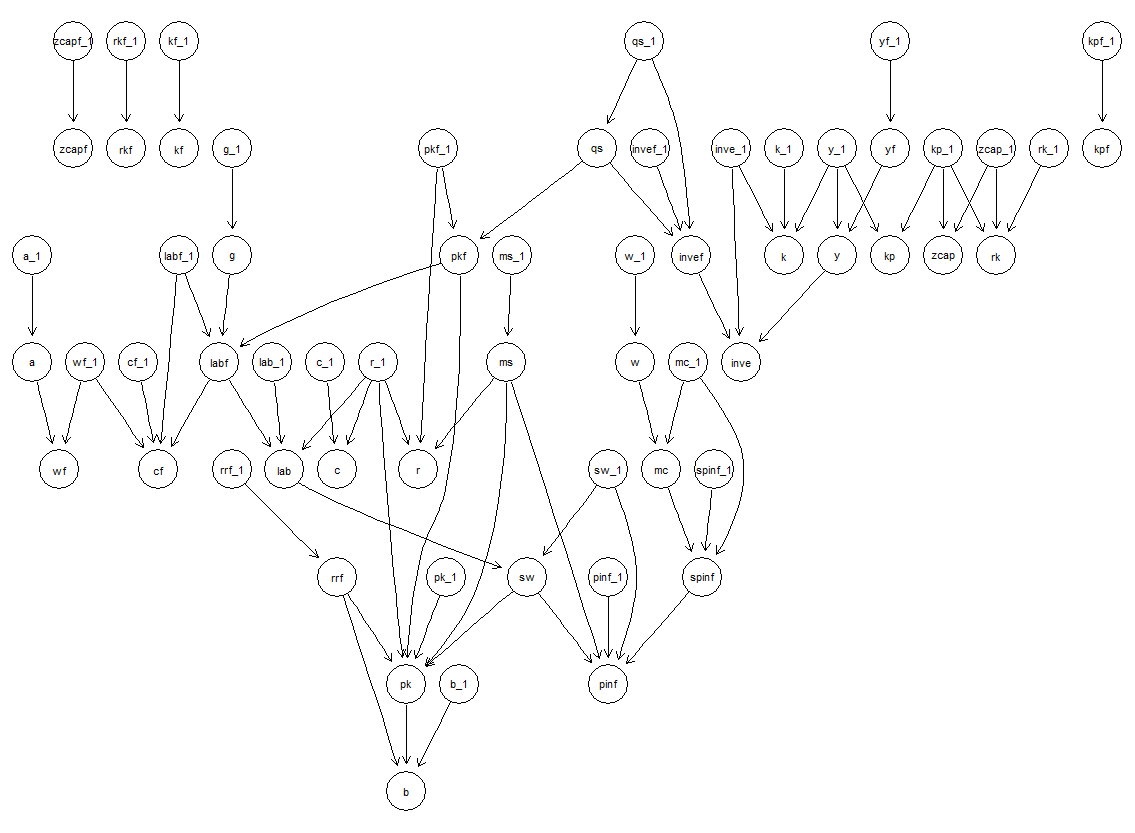 zcapf_1 rkf_1 kf_1 qs_1 yf_1 kpf_1
zcapf rkf kf g_1 pkf_1 qs invef_1 inve_1 k_1 y_1 yf kp_1 zcap_1 rk_1 kpf
a_1 labf_1 g pkf ms_1 w_1 invef k y kp zcap rk
a wf_1 cf_1 labf lab_1 c_1 r_1 ms w mc_1 inve
wf cf rrf_1 lab c r sw_1 mc spinf_1
rrf pk_1 sw pinf_1 spinf
pk b_1 pinf
b